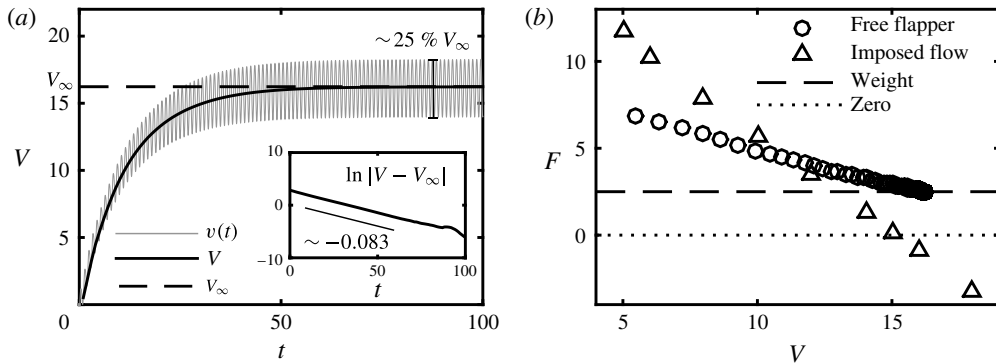 (a)
20
V∞
15
V
10
5
0
50
100
t
~25 % V∞
v(t)
V
V∞
10
0
−10
0
50
100
t
ln |V − V∞|
~ −0.083
(b)
10
F
5
0
5
10
15
V
Free flapper
Imposed flow
Weight
Zero